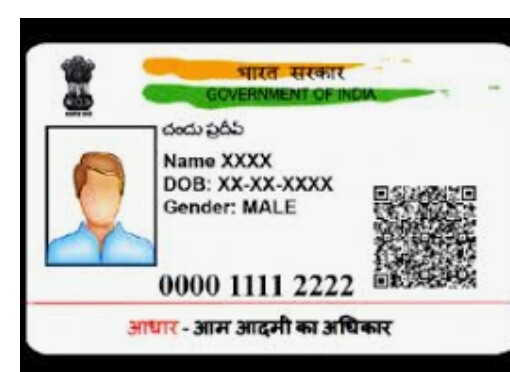 भारत सरकार
GOVERNMENT OF INDIA
చందు ప్రదీప్
Name XXXX
DOB: XX-XX-XXXX
Gender: MALE
0000 1111 2222
आधार - आम आदमी का अधिकार